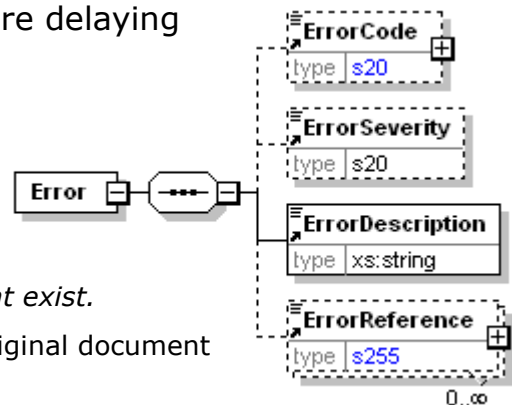 re delaying
ErrorCode
type s20
ErrorSeverity
type s20
Error
ErrorDescription
type xs:string
t exist.
ErrorReference
iginal document
type s255
0..∞